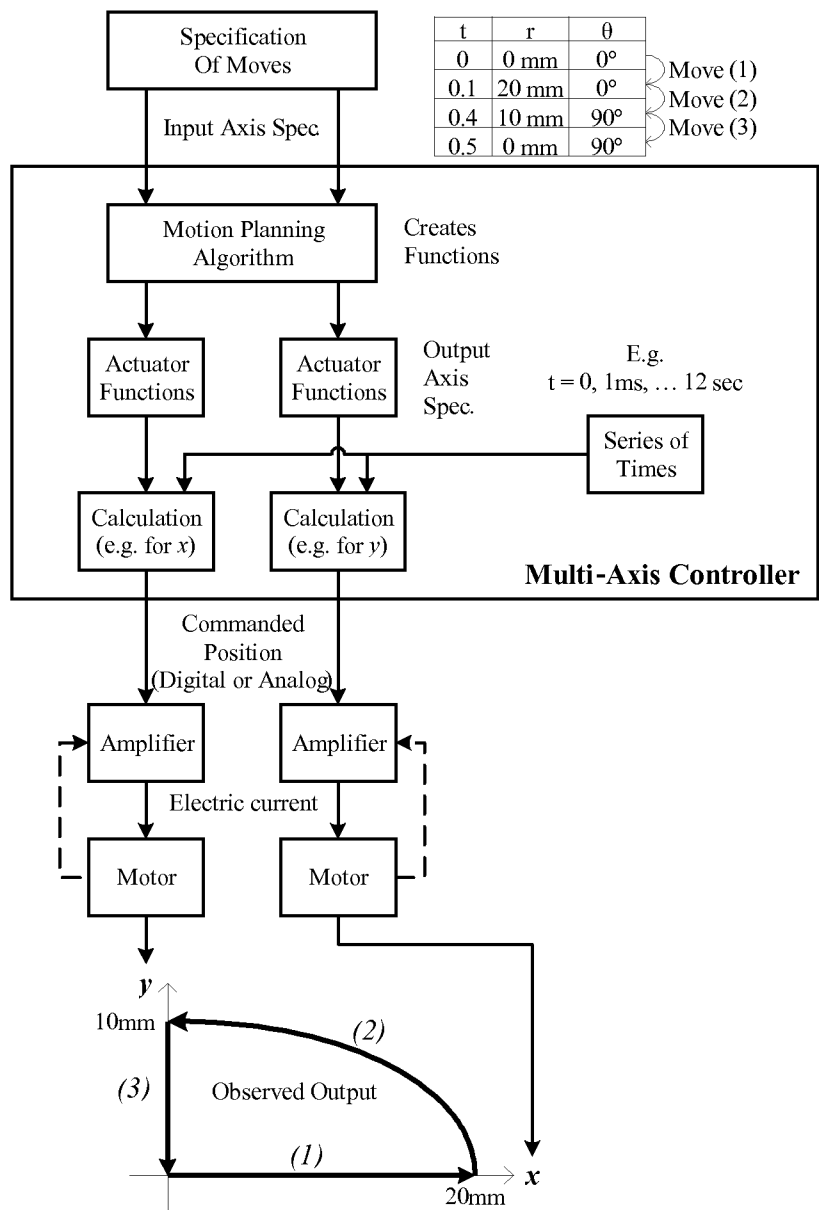 Specification
Of Moves
t r θ
0 0 mm 0°
0.1 20 mm 0°
0.4 10 mm 90°
0.5 0 mm 90°
Move (1)
Move (2)
Move (3)
Input Axis Spec.
Motion Planning
Algorithm
Creates
Functions
Actuator
Functions
Actuator
Functions
Output
Axis
Spec.
E.g.
t = 0, 1ms, … 12 sec
Series of
Times
Calculation
(e.g. for x)
Calculation
(e.g. for y)
Multi-Axis Controller
Commanded
Position
(Digital or Analog)
Amplifier
Amplifier
Electric current
Motor
Motor
y
10mm
(2)
(3)
Observed Output
(1)
x
20mm